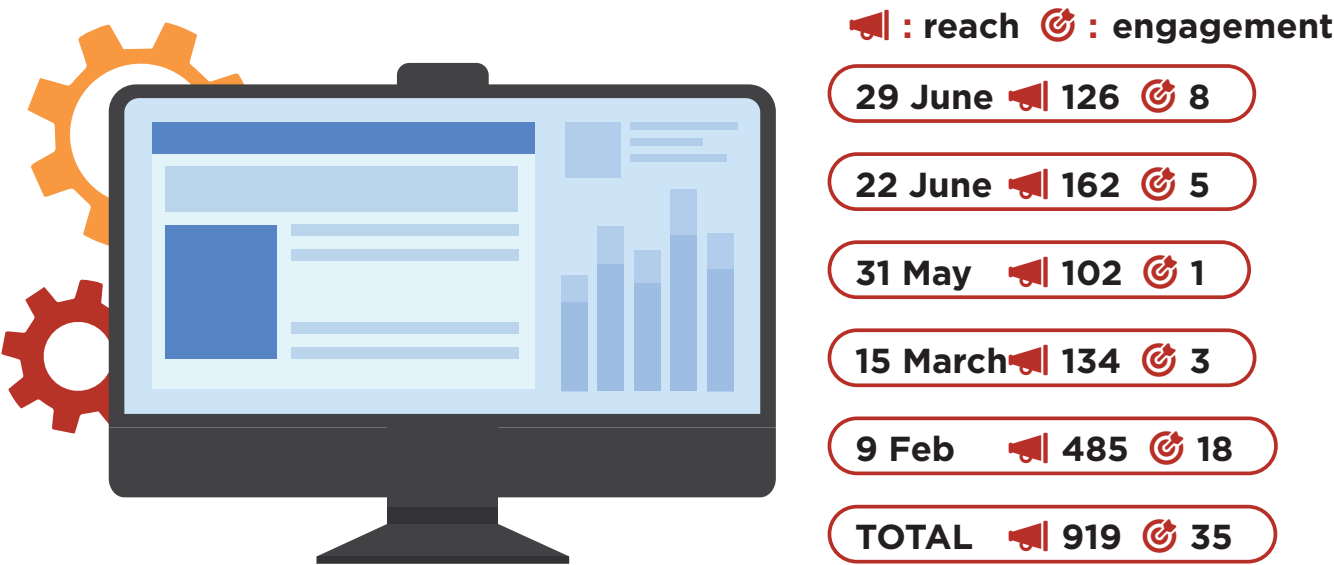 : reach : engagement
29 June 126 8
22 June 162 5
31 May 102 1
15 March 134 3
9 Feb 485 18
TOTAL 919 35